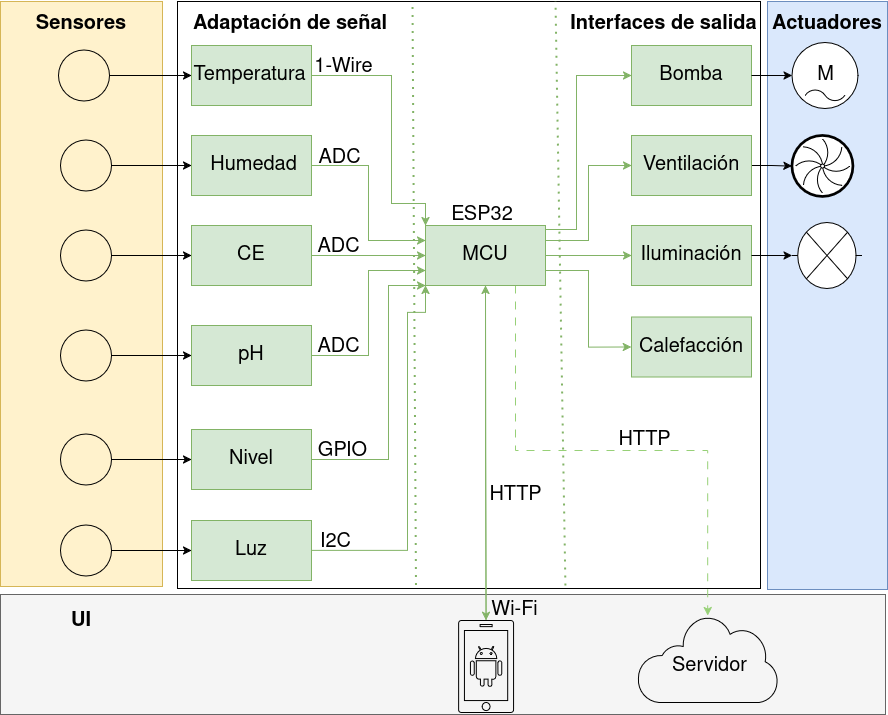 Sensores
Adaptación de señal
Interfaces de salida
Actuadores
Temperatura
1-Wire
Bomba
M
Humedad
ADC
Ventilación
ESP32
CE
ADC
MCU
Iluminación
pH
ADC
Calefacción
Nivel
GPIO
HTTP
HTTP
Luz
I2C
UI
Wi-Fi
Servidor